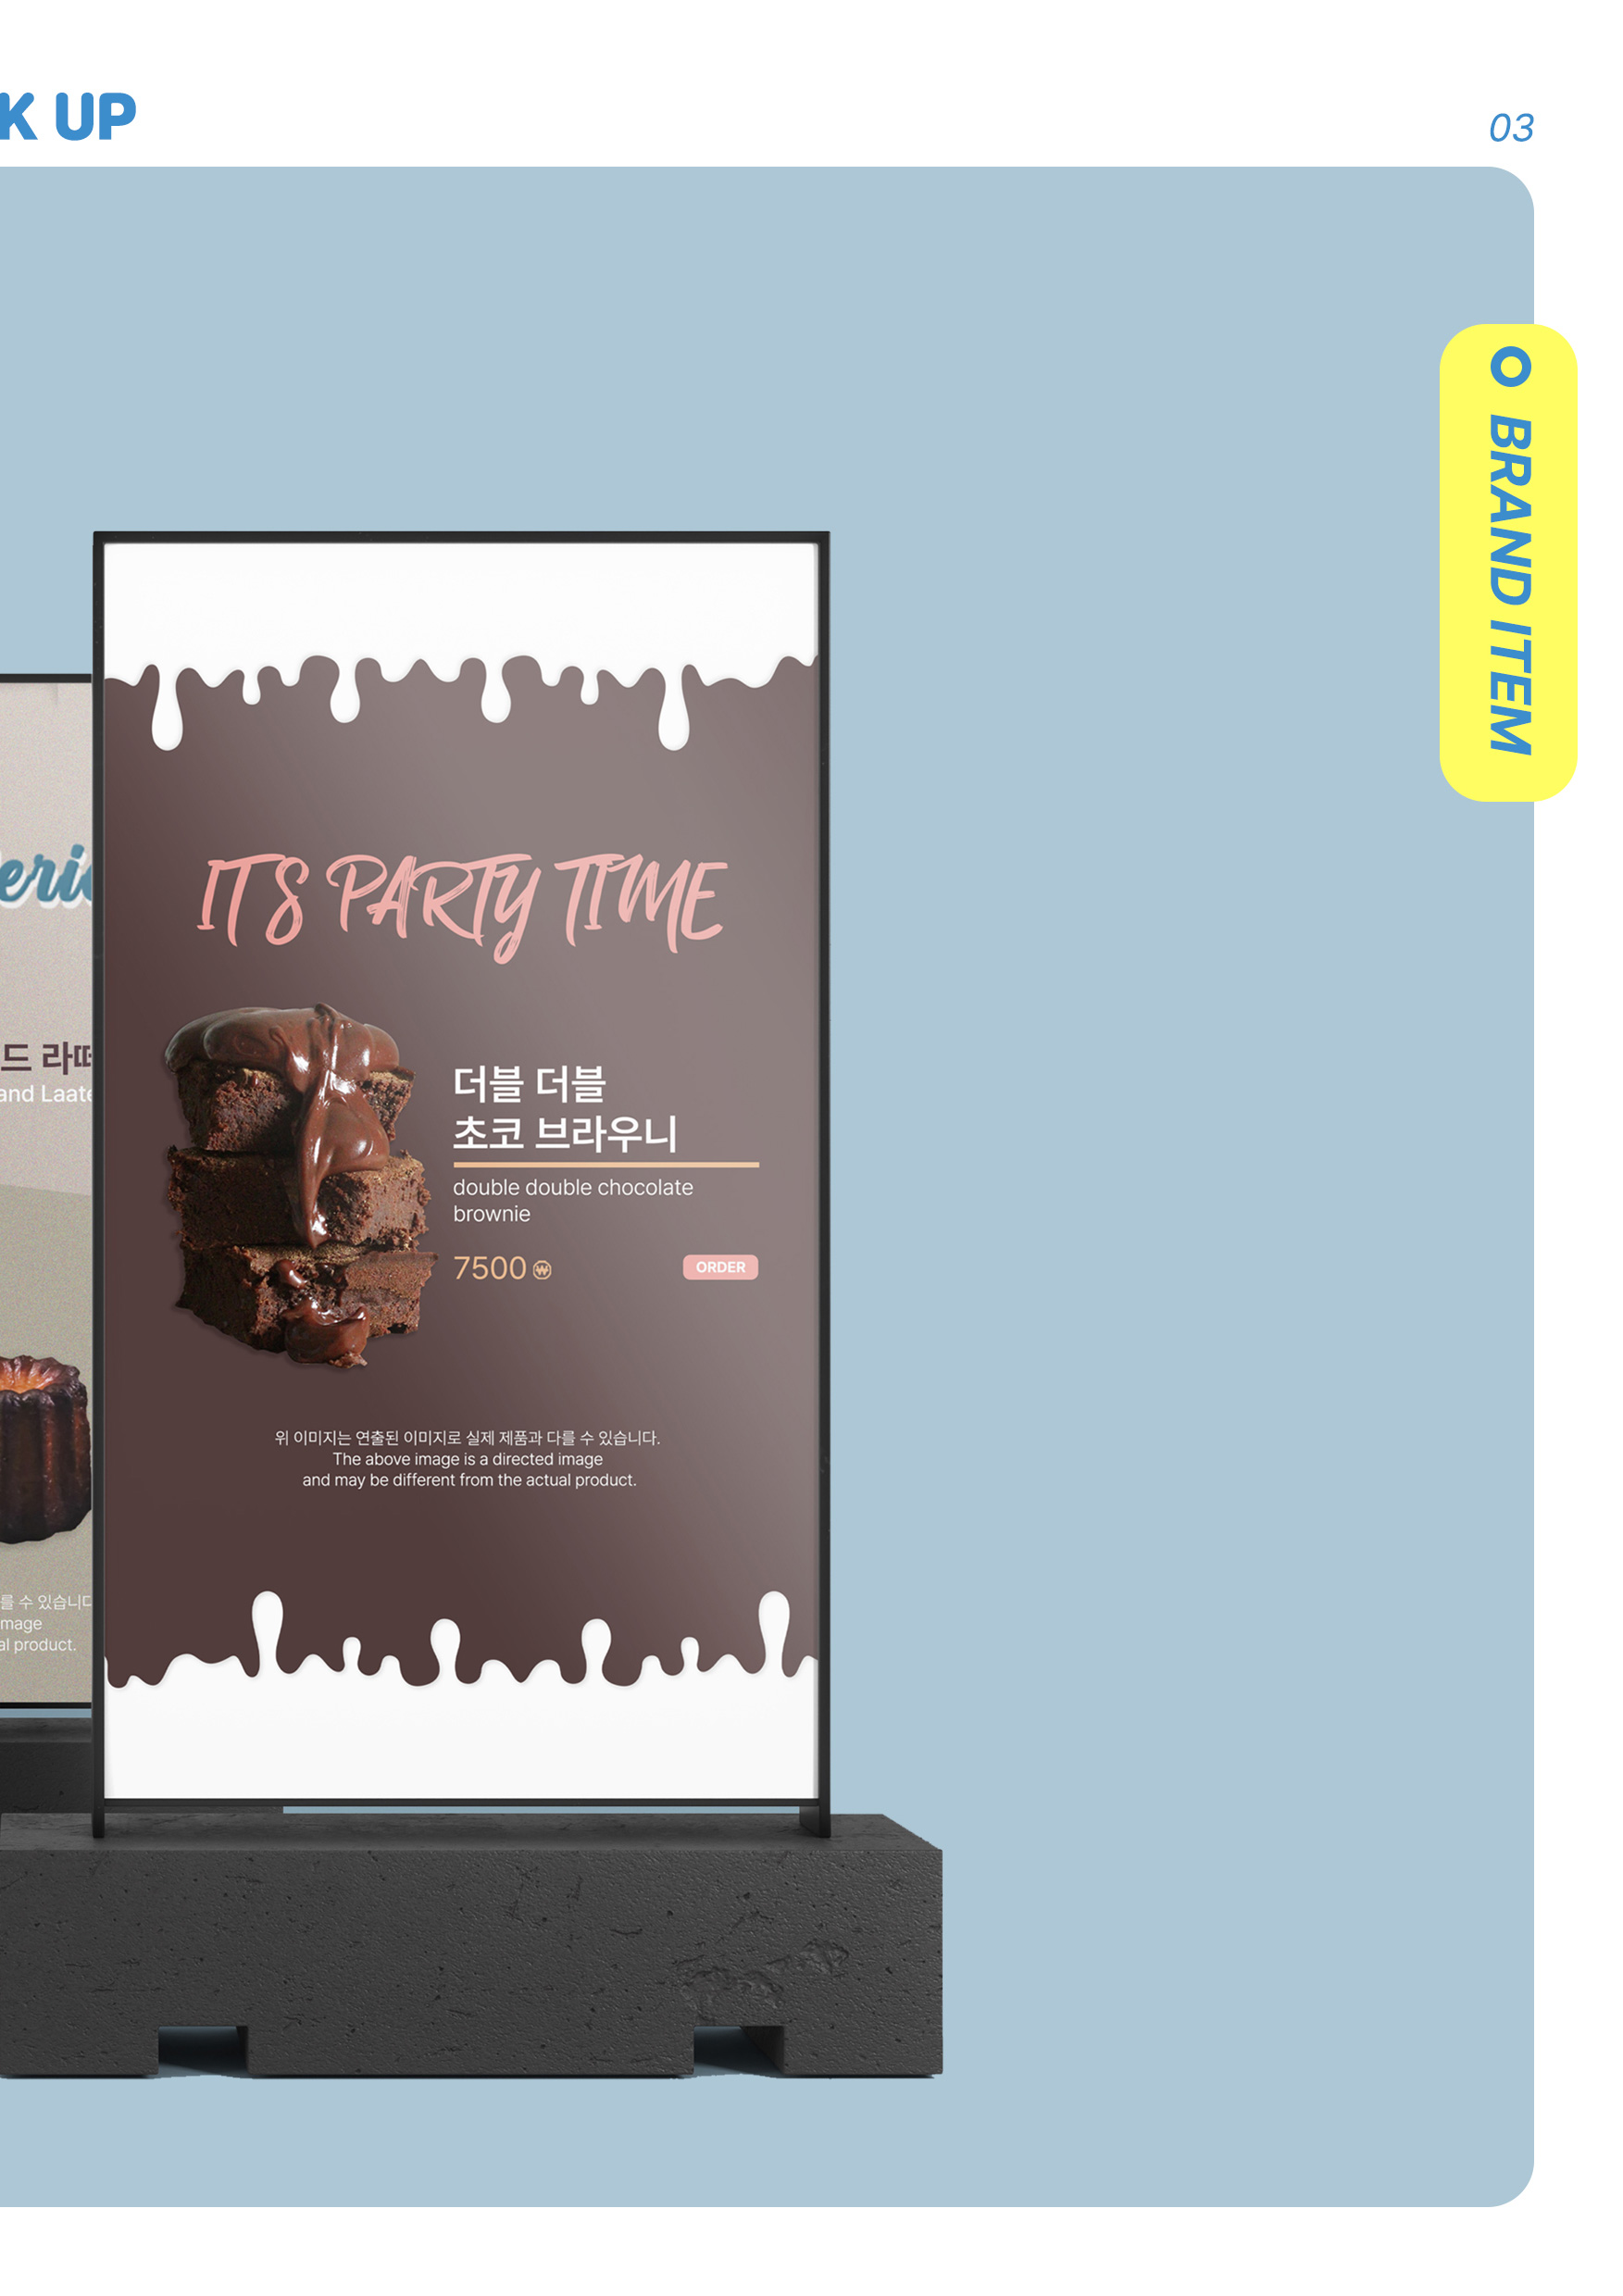 K UP
03
BRAND ITEM
eric
드 라떼
and Laate
를 수 있습니다
mage
al product.
ITS PARTY TIME
더블 더블
초코 브라우니
double double chocolate
brownie
7500₩
ORDER
위 이미지는 연출된 이미지로 실제 제품과 다를 수 있습니다.
The above image is a directed image
and may be different from the actual product.